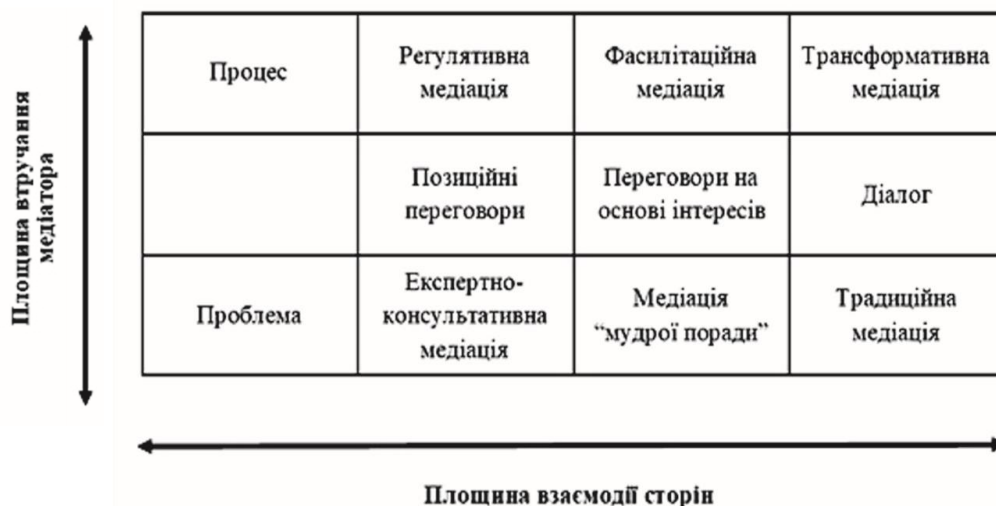 Площина втручання
медіатора
Процес
Регулятивна
медіація
Фасилітаційна
медіація
Трансформативна
медіація
Позиційні
переговори
Переговори на
основі інтересів
Діалог
Проблема
Експертно-
консультативна
медіація
Медіація
“мудрої поради”
Традиційна
медіація
Площина взаємодії сторін